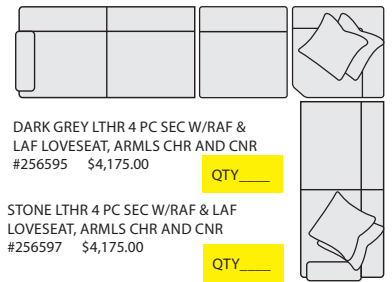 DARK GREY LTHR 4 PC SEC W/RAF &
LAF LOVESEAT, ARMLS CHR AND CNR
#256595 $4,175.00
QTY____
STONE LTHR 4 PC SEC W/RAF & LAF
LOVESEAT, ARMLS CHR AND CNR
#256597 $4,175.00
QTY____